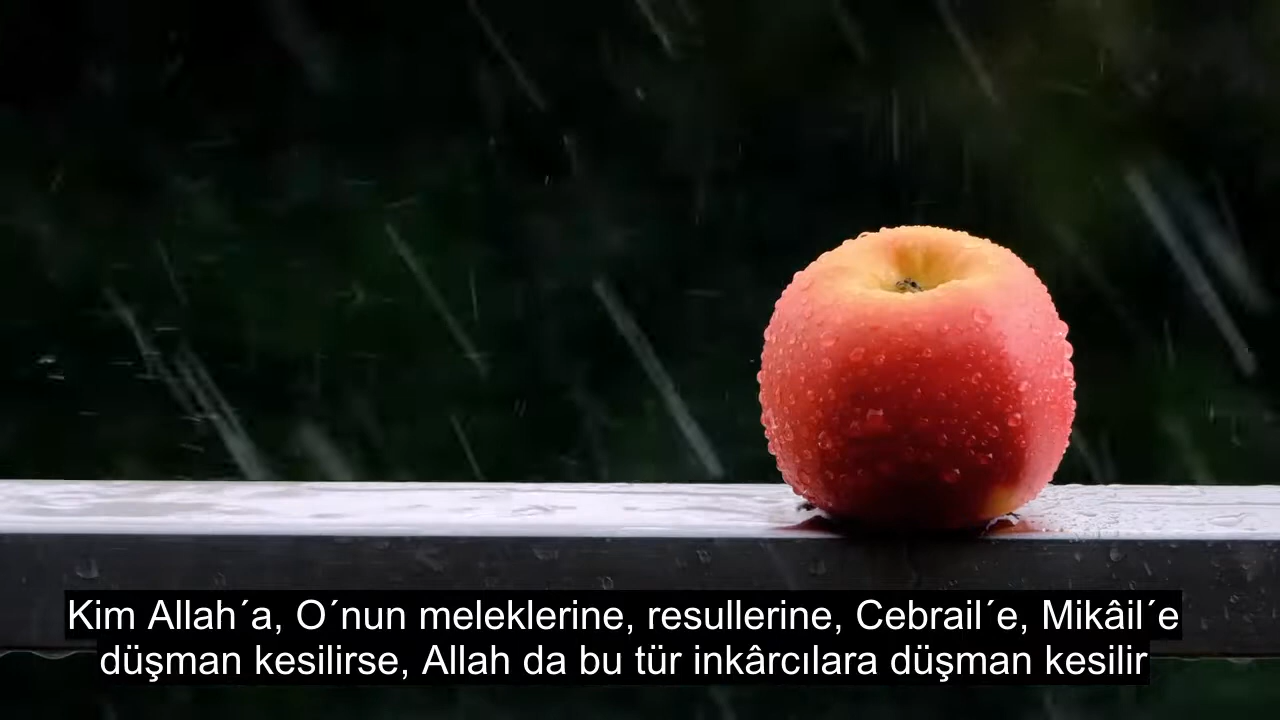 Kim Allah´a, O´nun meleklerine, resullerine, Cebrail´e, Mikâil´e
düşman kesilirse, Allah da bu tür inkârcılara düşman kesilir